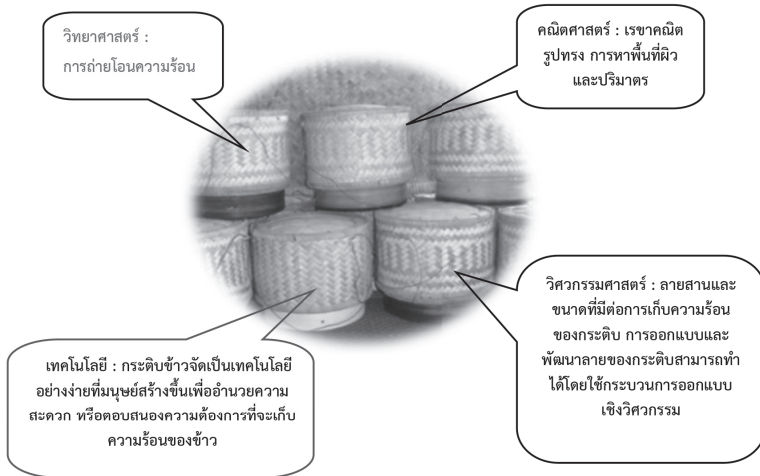 วิทยาศาสตร์ :
การถ่ายโอนความร้อน
คณิตศาสตร์ : เรขาคณิต
รูปทรง การหาพื้นที่ผิว
และปริมาตร
เทคโนโลยี : กระติบข้าวจัดเป็นเทคโนโลยี
อย่างง่ายที่มนุษย์สร้างขึ้นเพื่ออำนวยความ
สะดวก หรือตอบสนองความต้องการที่จะเก็บ
ความร้อนของข้าว
วิศวกรรมศาสตร์ : ลายสานและ
ขนาดที่มีต่อการเก็บความร้อน
ของกระติบ การออกแบบและ
พัฒนาลายของกระติบสามารถทำ
ได้โดยใช้กระบวนการออกแบบ
เชิงวิศวกรรม